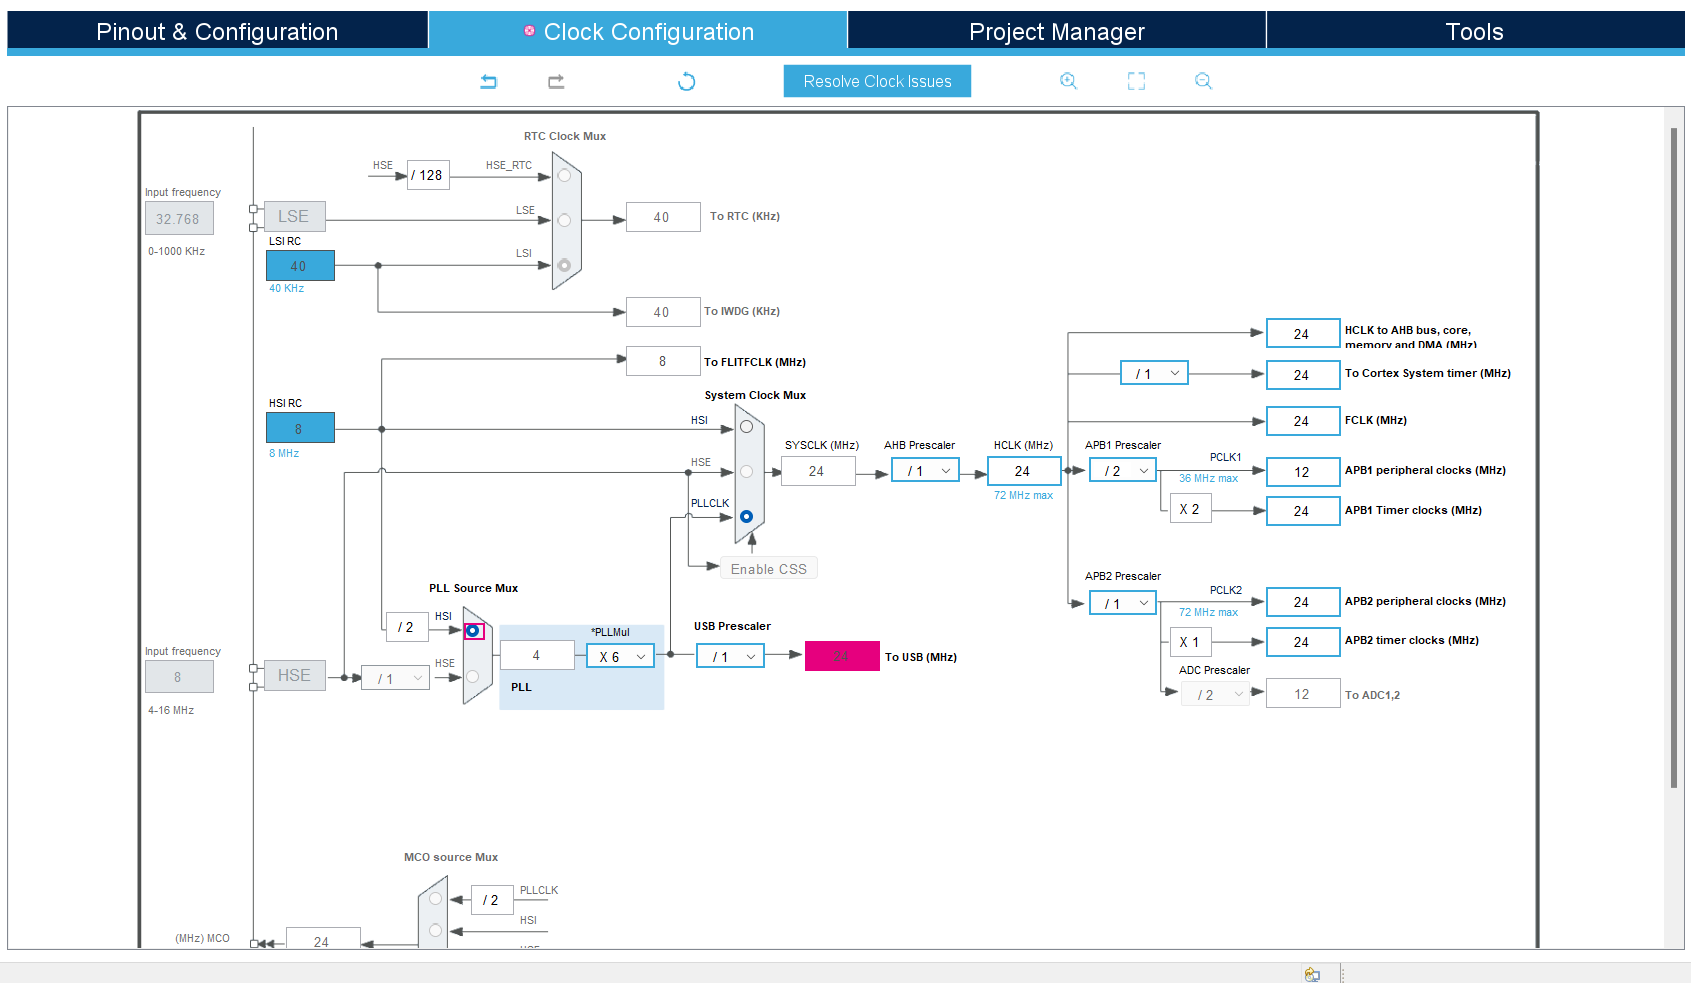 Pinout & Configuration
Clock Configuration
Project Manager
Tools
Resolve Clock Issues
RTC Clock Mux
HSE
/ 128
HSE_RTC
Input frequency
32.768
0-1000 KHz
LSE
LSE
40
To RTC (KHz)
LSI RC
40
40 KHz
LSI
40
To IWDG (KHz)
8
To FLITFCLK (MHz)
HSI RC
8
8 MHz
System Clock Mux
HSI
HSE
PLLCLK
Enable CSS
SYSCLK (MHz)
24
AHB Prescaler
/ 1
HCLK (MHz)
24
72 MHz max
24
HCLK to AHB bus, core,
memory and DMA (MHz)
/ 1
24
To Cortex System timer (MHz)
24
FCLK (MHz)
APB1 Prescaler
/ 2
PCLK1
36 MHz max
12
APB1 peripheral clocks (MHz)
X 2
24
APB1 Timer clocks (MHz)
APB2 Prescaler
/ 1
PCLK2
72 MHz max
24
APB2 peripheral clocks (MHz)
X 1
24
APB2 timer clocks (MHz)
ADC Prescaler
/ 2
12
To ADC1,2
PLL Source Mux
/ 2
HSI
Input frequency
8
4-16 MHz
HSE
/ 1
HSE
4
*PLLMul
X 6
PLL
USB Prescaler
/ 1
24
To USB (MHz)
MCO source Mux
/ 2
PLLCLK
HSI
HSE
(MHz) MCO
24